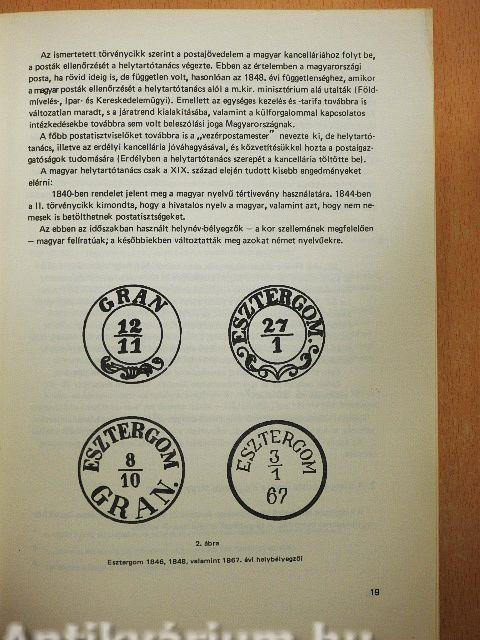 Az ismertetett törvénycikk szerint a postajövedelem a magyar kancelláriához folyt be,
a posták ellenőrzését a helytartótanács végezte. Ebben az értelemben a magyarországi
posta, ha rövid ideig is, de független volt, hasonlóan az 1848. évi függetlenséghez, amikor
a magyar posták ellenőrzését a helytartótanács alól a m.kir. minisztérium alá utalták (Föld-
mívelés-, Ipar- és Kereskedelemügyi). Emellett az egységes kezelés és -tarifa továbbra is
változatlan maradt, s a járatrend kialakításába, valamint a külforgalommal kapcsolatos
intézkedésekbe továbbra sem volt beleszólási joga Magyarországnak.
A főbb postatisztviselőket továbbra is a „vezérpostamester" nevezte ki, de helytartó-
tanács, illetve az erdélyi kancellária jóváhagyásával, és közvetítésükkel hozta a postaigaz-
gatóságok tudomására (Erdélyben a helytartótanács szerepét a kancellária töltötte be).
A magyar helytartótanács csak a XIX. század elején tudott kisebb engedményeket
elérni:
1840-ben rendelet jelent meg a magyar nyelvű tértivevény használatára. 1844-ben
a II. törvénycikk kimondta, hogy a hivatalos nyelv a magyar, valamint azt, hogy nem ne-
mesek is betölthetnek postatisztségeket.
Az ebben az időszakban használt helynév-bélyegzők – a kor szellemének megfelelően
– magyar feliratúak; a későbbiekben változtatták meg azokat német nyelvűekre.
GRAN
12
11
ESZTERGOM.
27
1
ESZTERGOM
8
10
GRAN.
ESZTERGOM
3
1
67
2. ábra
Esztergom 1846, 1848, valamint 1867. évi helybélyegzői
19
Antikvárium.hu